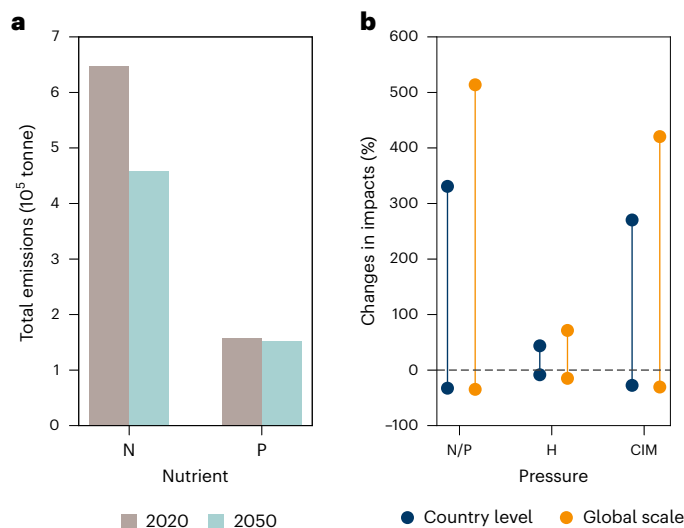 a
7
6
5
4
3
2
1
0
Total emissions (10⁵ tonne)
N
P
Nutrient
2020
2050
b
600
500
400
300
200
100
0
–100
Changes in impacts (%)
N/P
H
CIM
Pressure
Country level
Global scale